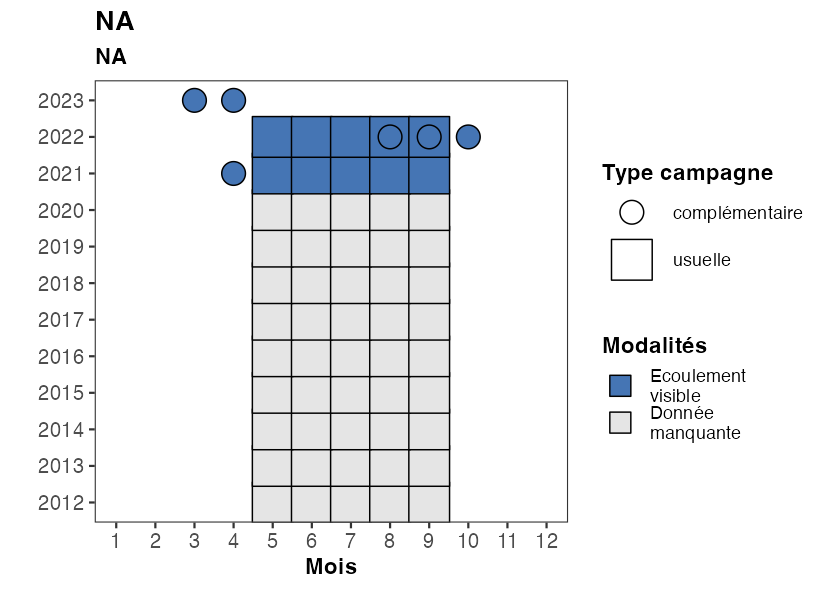 NA
NA
2023
2022
2021
2020
2019
2018
2017
2016
2015
2014
2013
2012
1 2 3 4 5 6 7 8 9 10 11 12
Mois
Type campagne
complémentaire
usuelle
Modalités
Ecoulement
visible
Donnée
manquante